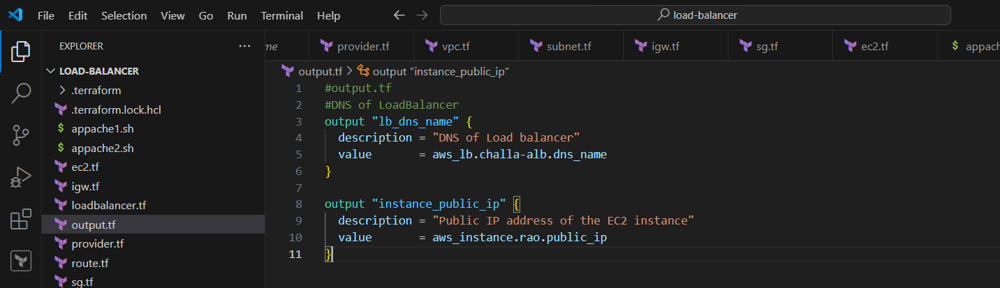 File Edit Selection View Go Run Terminal Help
load-balancer
EXPLORER
LOAD-BALANCER
.terraform
.terraform.lock.hcl
$ appache1.sh
$ appache2.sh
ec2.tf
igw.tf
loadbalancer.tf
output.tf
provider.tf
route.tf
sg.tf
me provider.tf vpc.tf subnet.tf igw.tf sg.tf ec2.tf $ appach
output.tf > output "instance_public_ip"
1 #output.tf
2 #DNS of LoadBalancer
3 output "lb_dns_name" {
4 description = "DNS of Load balancer"
5 value = aws_lb.challa-alb.dns_name
6 }
7
8 output "instance_public_ip" {
9 description = "Public IP address of the EC2 instance"
10 value = aws_instance.rao.public_ip
11 }